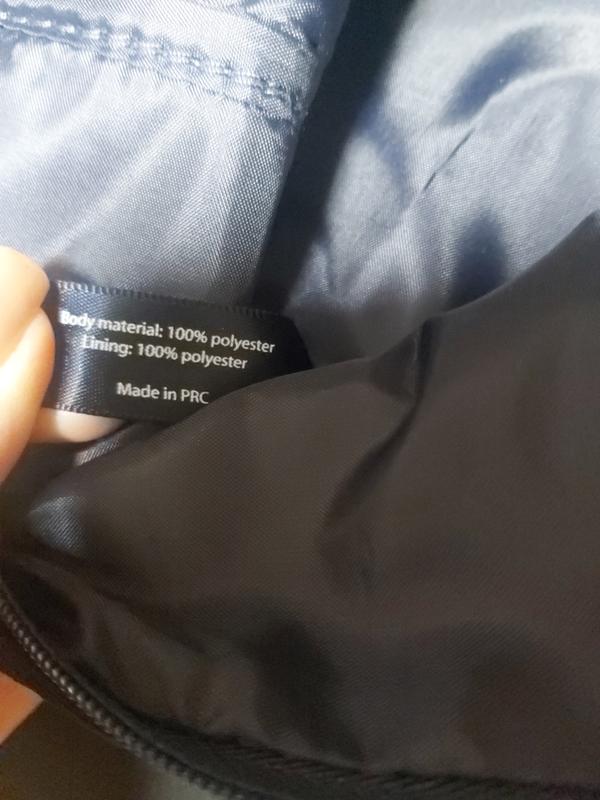 Body material: 100% polyester
Lining: 100% polyester
Made in PRC